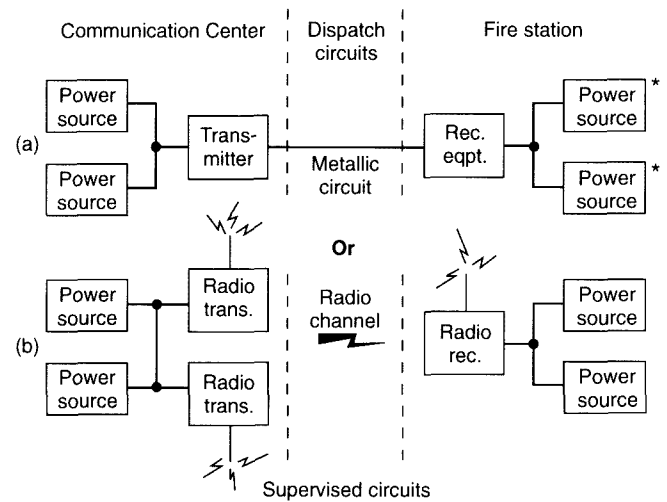 Communication Center
Dispatch
circuits
Fire station
(a)
Power
source
Power
source
Trans-
mitter
Metallic
circuit
Rec.
eqpt.
Power
source
*
Power
source
*
Or
(b)
Power
source
Power
source
Radio
trans.
Radio
trans.
Radio
channel
Radio
rec.
Power
source
Power
source
Supervised circuits